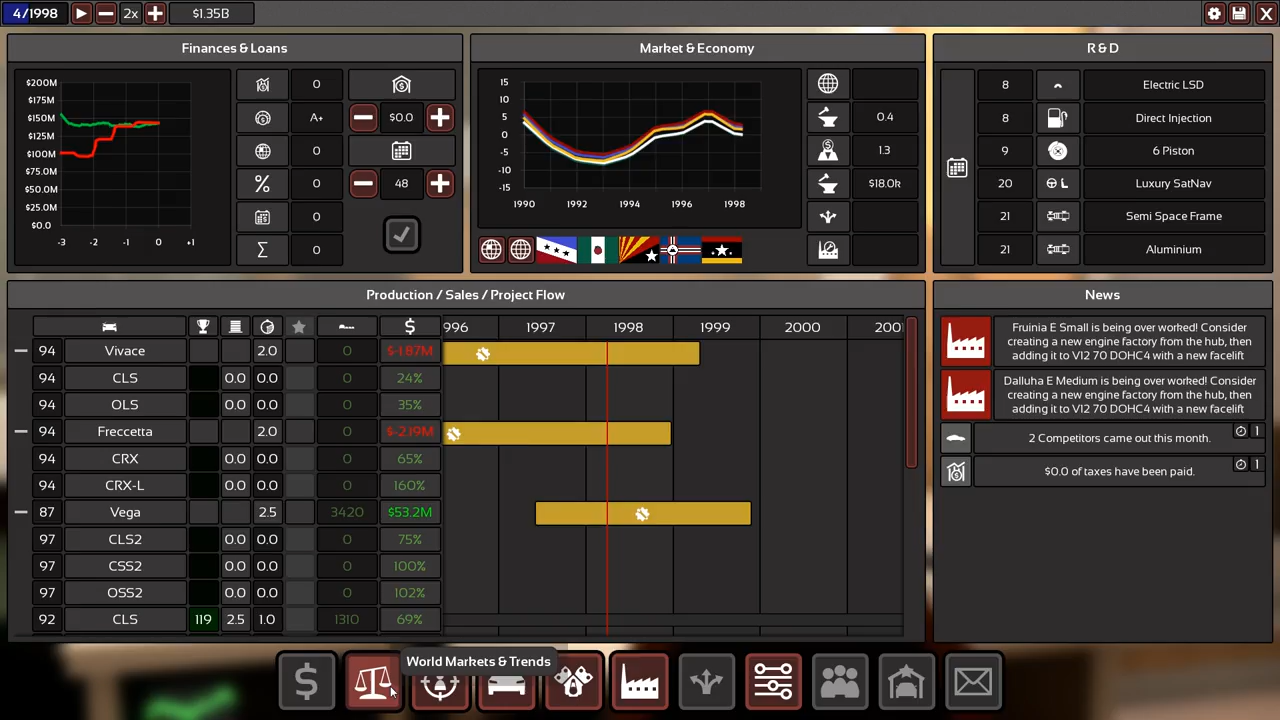 4/1998 2x $1.35B
Finances & Loans
$200M
$175M
$150M
$125M
$100M
$75.0M
$50.0M
$25.0M
$0.0
-3 -2 -1 0 +1
0
A+
0
0
0
0
$0.0
48
%
Σ
Market & Economy
15
10
5
0
-5
-10
-15
1990 1992 1994 1996 1998
0.4
1.3
$18.0k
R & D
8 Electric LSD
8 Direct Injection
9 6 Piston
20 L Luxury SatNav
21 Semi Space Frame
21 Aluminium
Production / Sales / Project Flow
$ 996 1997 1998 1999 2000 200
94 Vivace 2.0 0 $-1.87M
94 CLS 0.0 0.0 0 24%
94 OLS 0.0 0.0 0 35%
94 Freccetta 2.0 0 $-2.19M
94 CRX 0.0 0.0 0 65%
94 CRX-L 0.0 0.0 0 160%
87 Vega 2.5 3420 $53.2M
97 CLS2 0.0 0.0 0 75%
97 CSS2 0.0 0.0 0 100%
97 OSS2 0.0 0.0 0 102%
92 CLS 119 2.5 1.0 1310 69%
News
Fruinia E Small is being over worked! Consider
creating a new engine factory from the hub, then
adding it to V12 70 DOHC4 with a new facelift
Dalluha E Medium is being over worked! Consider
creating a new engine factory from the hub, then
adding it to V12 70 DOHC4 with a new facelift
2 Competitors came out this month. 1
$0.0 of taxes have been paid. 1
World Markets & Trends
$